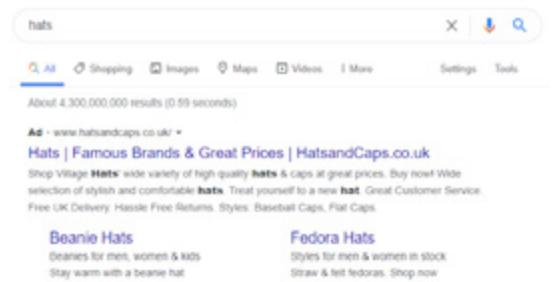 hats
All Shopping Images Maps Videos More Settings Tools
About 4,300,000,000 results (0.59 seconds)
Ad · www.hatsandcaps.co.uk/
Hats | Famous Brands & Great Prices | HatsandCaps.co.uk
Shop Village Hats' wide variety of high quality hats & caps at great prices. Buy now! Wide
selection of stylish and comfortable hats. Treat yourself to a new hat. Great Customer Service.
Free UK Delivery. Hassle Free Returns. Styles: Baseball Caps, Flat Caps.
Beanie Hats
Beanies for men, women & kids
Stay warm with a beanie hat
Fedora Hats
Styles for men & women in stock
Straw & felt fedoras. Shop now